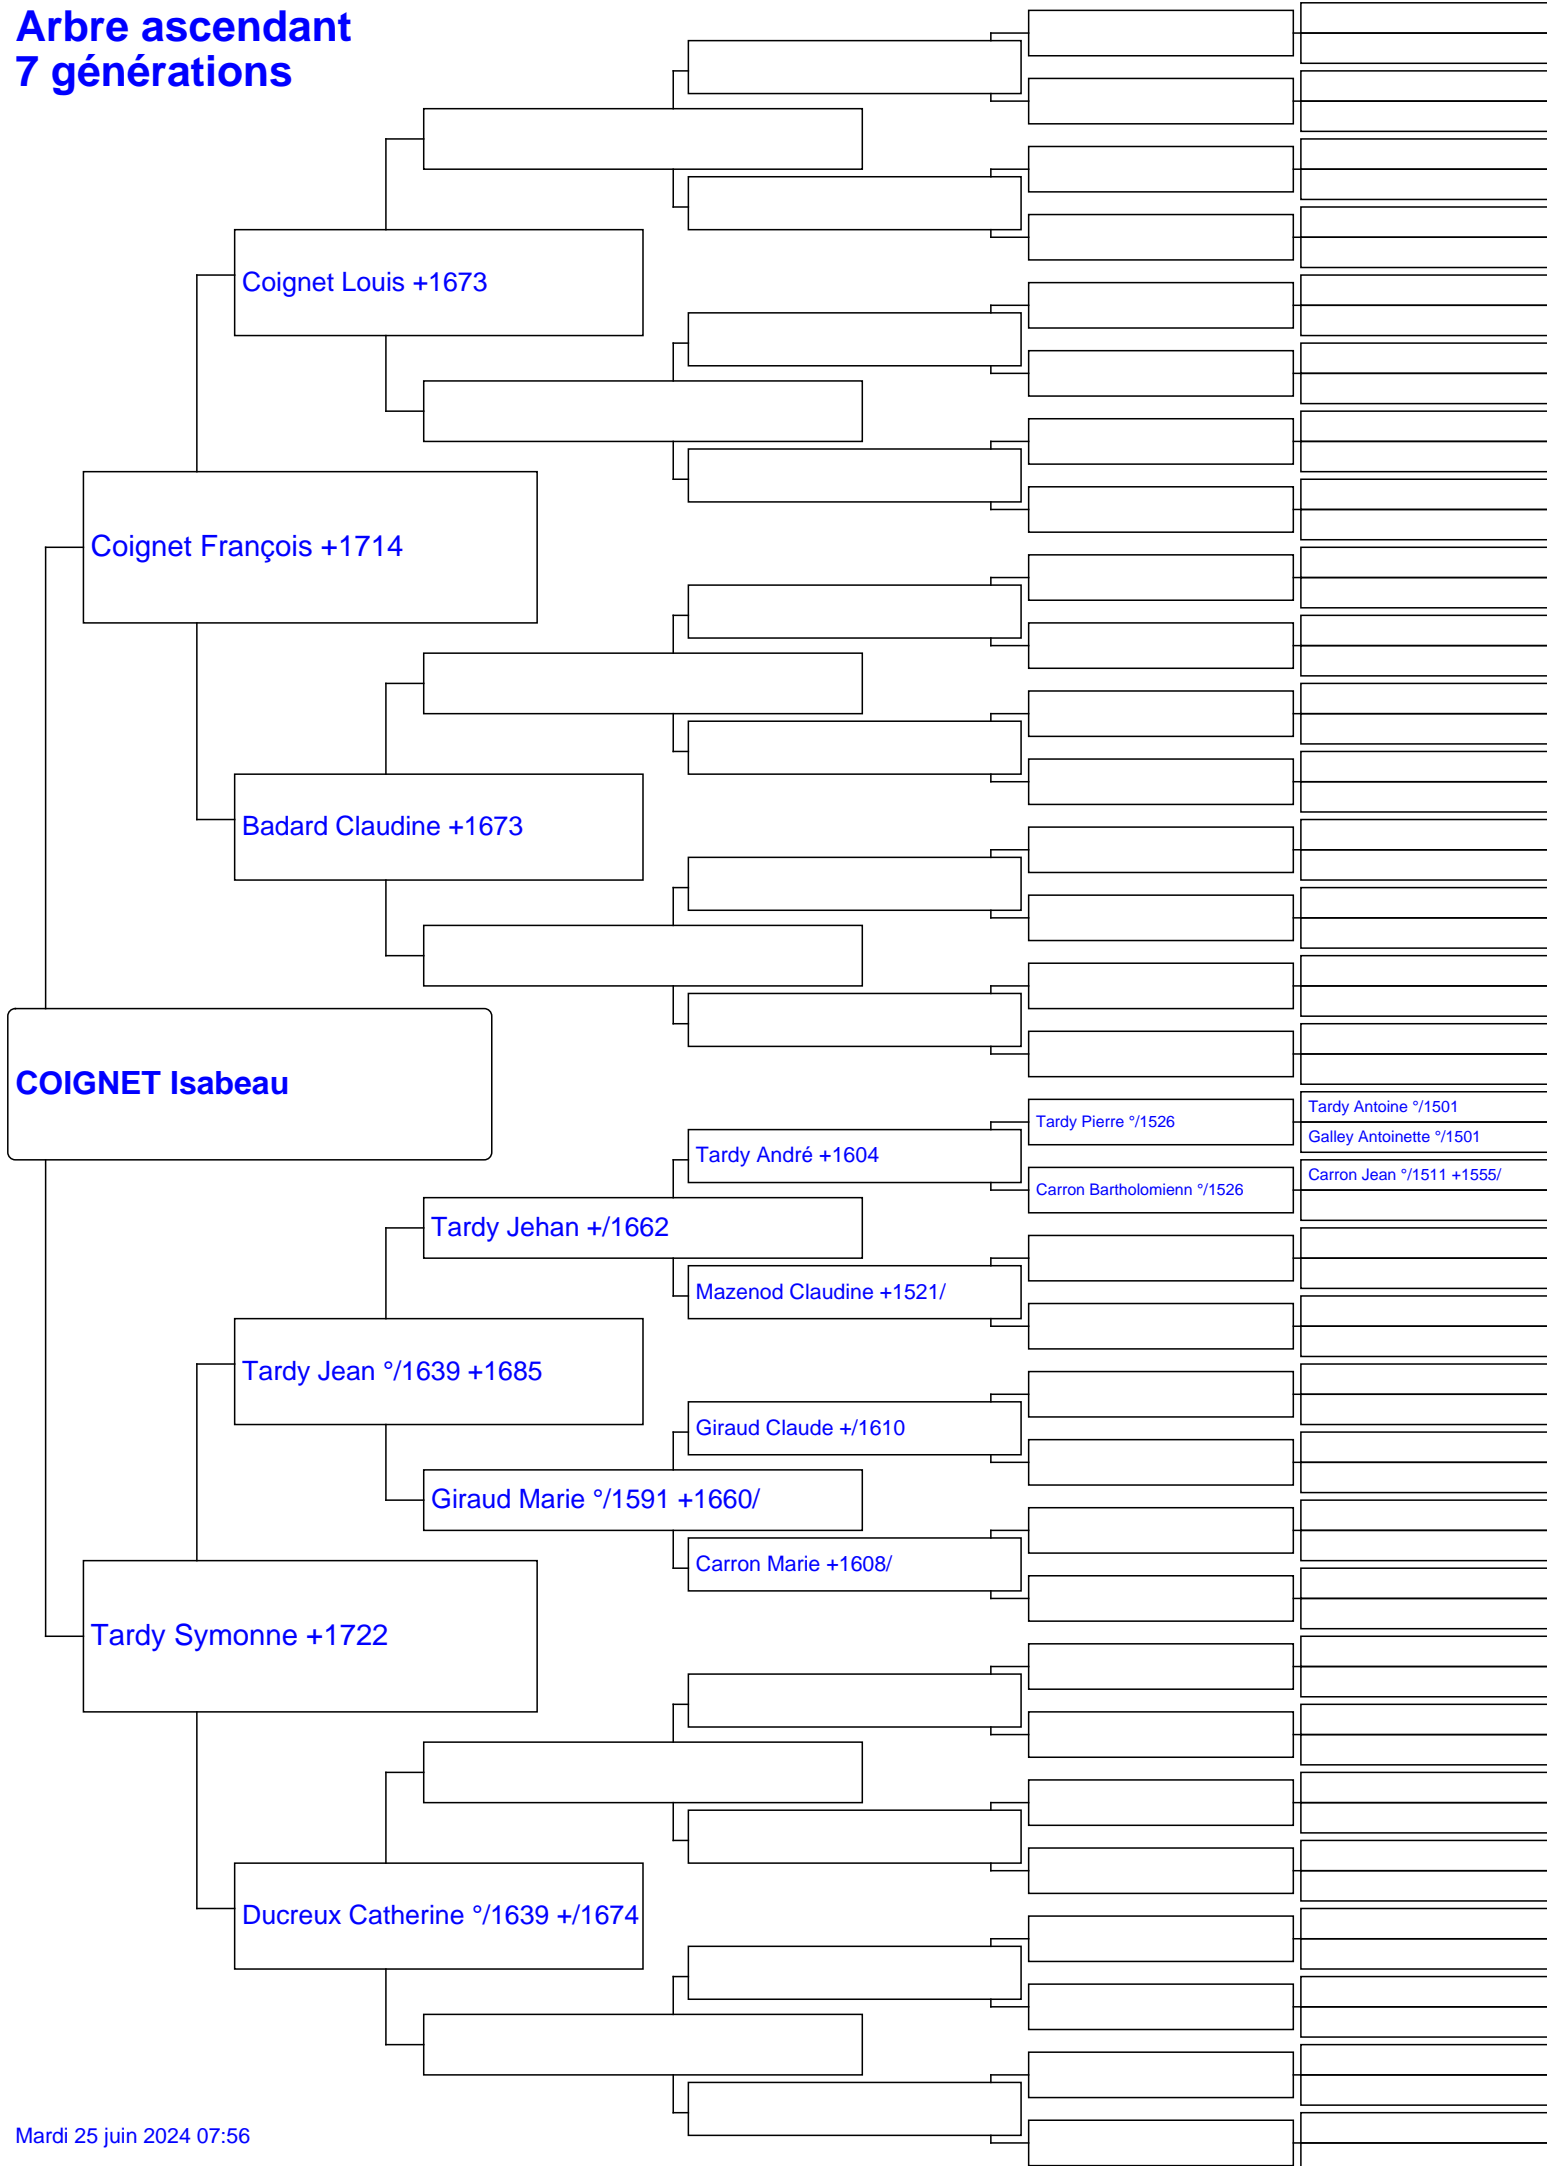 Arbre ascendant
7 générations
Coignet Louis +1673
Coignet François +1714
Badard Claudine +1673
COIGNET Isabeau
Tardy Antoine °/1501
Tardy Pierre °/1526
Galley Antoinette °/1501
Tardy André +1604
Carron Jean °/1511 +1555/
Carron Bartholomienn °/1526
Tardy Jehan +/1662
Mazenod Claudine +1521/
Tardy Jean °/1639 +1685
Giraud Claude +/1610
Giraud Marie °/1591 +1660/
Carron Marie +1608/
Tardy Symonne +1722
Ducreux Catherine °/1639 +/1674
Mardi 25 juin 2024 07:56